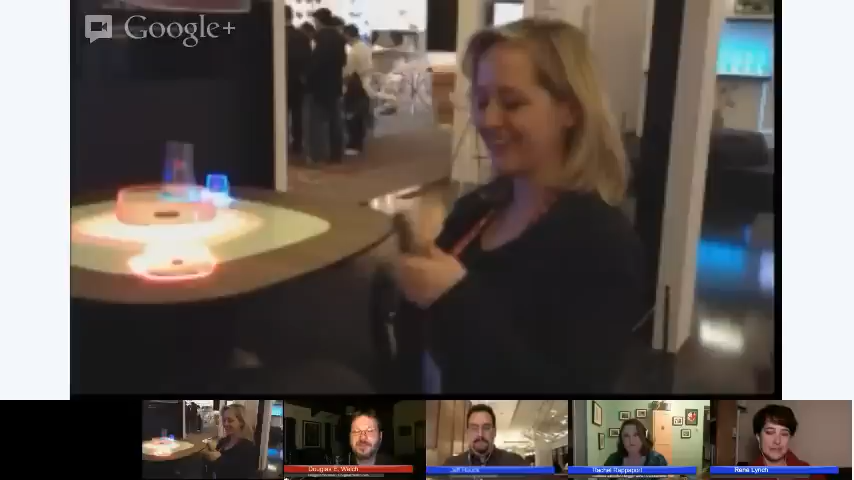 Google+
Douglas E. Welch
Jeff Houck
Rachel Rappaport
Rene Lynch